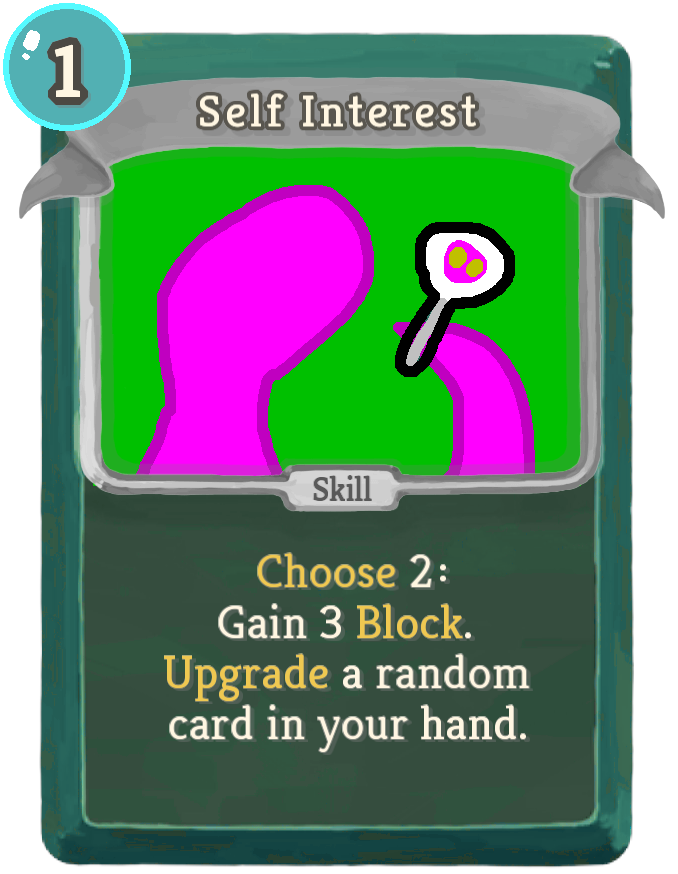 1
Self Interest
Skill
Choose 2:
Gain 3 Block.
Upgrade a random
card in your hand.